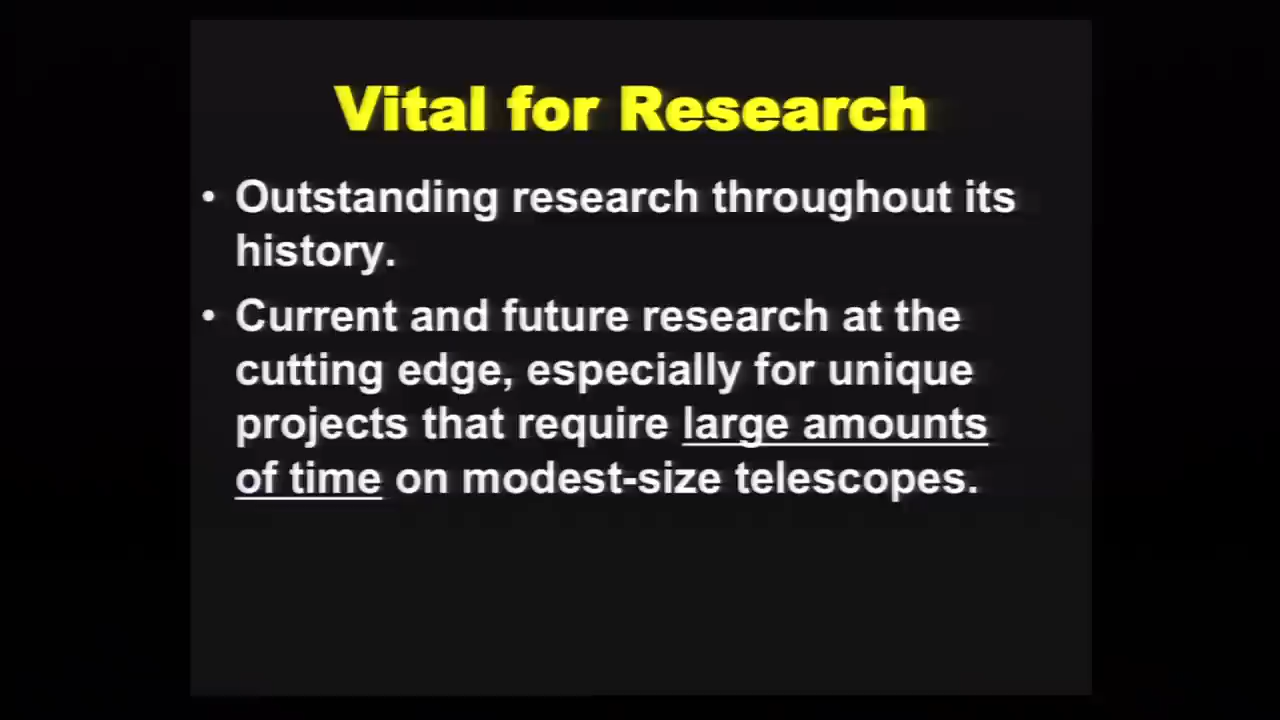 Vital for Research
• Outstanding research throughout its
history.
• Current and future research at the
cutting edge, especially for unique
projects that require large amounts
of time on modest-size telescopes.